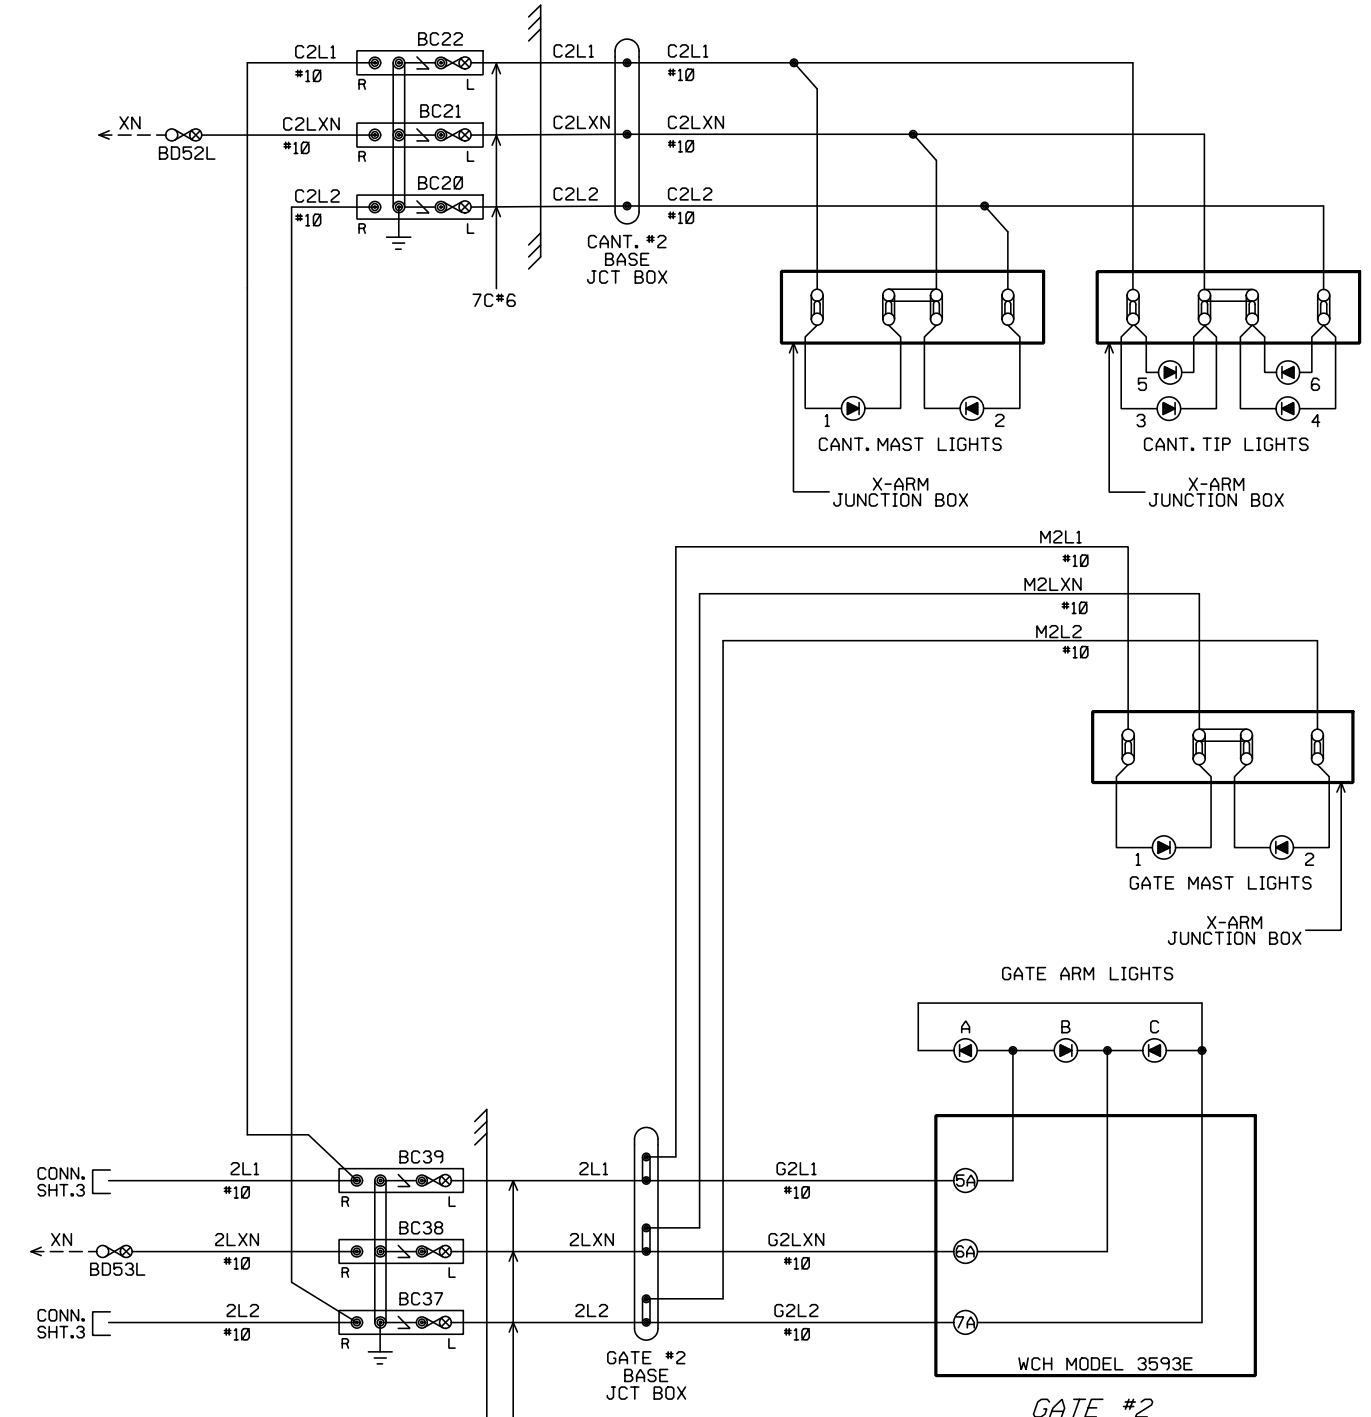 BC22
C2L1
#10
R
L
C2L1
C2L1
#10
XN
BD52L
C2LXN
#10
BC21
R
L
C2LXN
C2LXN
#10
C2L2
#10
BC20
R
L
C2L2
C2L2
#10
7C#6
CANT. #2
BASE
JCT BOX
1
2
CANT. MAST LIGHTS
X-ARM
JUNCTION BOX
5
6
3
4
CANT. TIP LIGHTS
X-ARM
JUNCTION BOX
M2L1
#10
M2LXN
#10
M2L2
#10
1
2
GATE MAST LIGHTS
X-ARM
JUNCTION BOX
GATE ARM LIGHTS
A
B
C
CONN.
SHT.3
2L1
#10
BC39
R
L
2L1
G2L1
#10
5A
XN
BD53L
2LXN
#10
BC38
R
L
2LXN
G2LXN
#10
6A
CONN.
SHT.3
2L2
#10
BC37
R
L
2L2
G2L2
#10
7A
GATE #2
BASE
JCT BOX
WCH MODEL 3593E
GATE #2